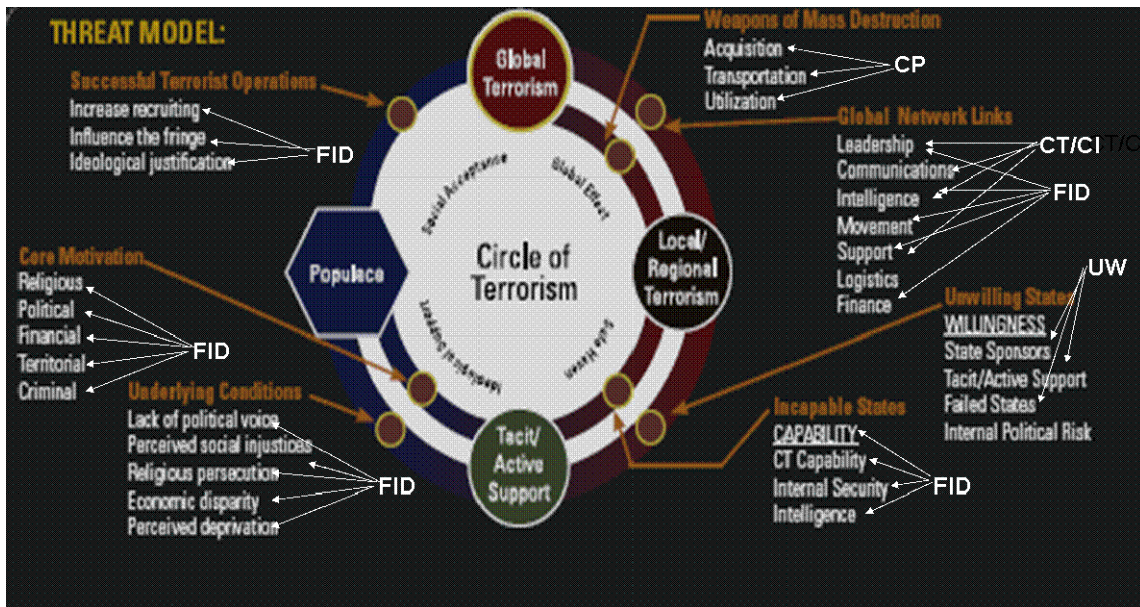 THREAT MODEL:
Successful Terrorist Operations
Increase recruiting
Influence the fringe
Ideological justification
FID
Global
Terrorism
Weapons of Mass Destruction
Acquisition
Transportation
Utilization
CP
Global Network Links
Leadership
Communications
Intelligence
Movement
Support
Logistics
Finance
CT/CI
FID
Social Acceptance
Global Effect
Circle of
Terrorism
Ideological Support
Safe Haven
Populace
Local/
Regional
Terrorism
Tacit/
Active
Support
Core Motivation
Religious
Political
Financial
Territorial
Criminal
FID
Underlying Conditions
Lack of political voice
Perceived social injustices
Religious persecution
Economic disparity
Perceived deprivation
FID
Unwilling States
WILLINGNESS
State Sponsors
Tacit/Active Support
Failed States
Internal Political Risk
UW
Incapable States
CAPABILITY
CT Capability
Internal Security
Intelligence
FID